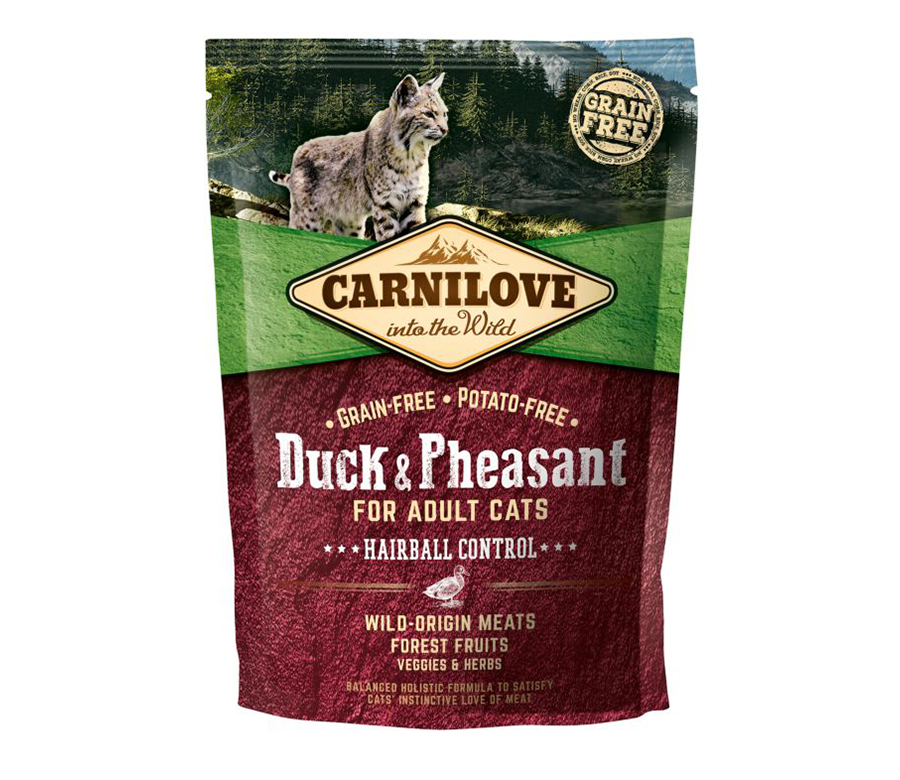 GRAIN
FREE
CARNILOVE
into the Wild
• GRAIN-FREE • POTATO-FREE •
Duck & Pheasant
FOR ADULT CATS
HAIRBALL CONTROL
WILD-ORIGIN MEATS
FOREST FRUITS
VEGGIES & HERBS
BALANCED HOLISTIC FORMULA TO SATISFY
CATS' INSTINCTIVE LOVE OF MEAT